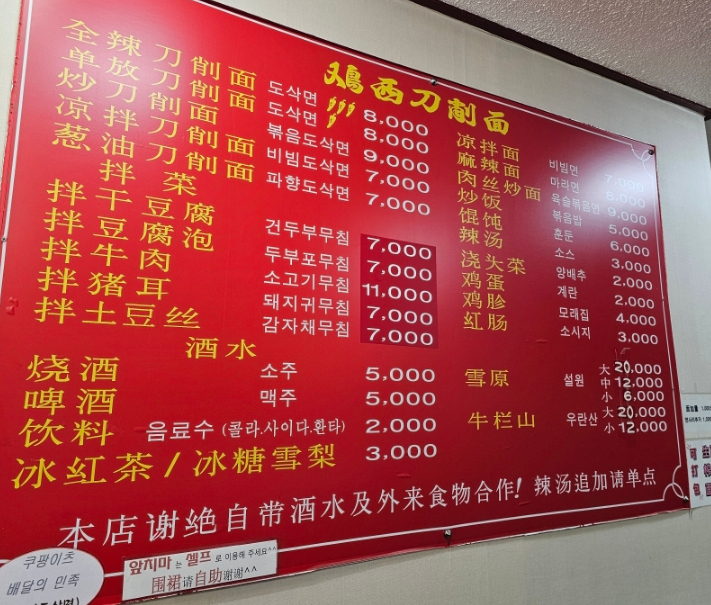 鸡西刀削面
全辣刀削面 도삭면 8,000
单放刀削面 도삭면 8,000
炒刀削面 볶음도삭면 9,000
凉拌刀削面 비빔도삭면 7,000
葱油刀削面 파향도삭면 7,000
拌菜
拌干豆腐 건두부무침 7,000
拌豆腐泡 두부포무침 7,000
拌牛肉 소고기무침 11,000
拌猪耳 돼지귀무침 7,000
拌土豆丝 감자채무침 7,000
酒水
烧酒 소주 5,000
啤酒 맥주 5,000
饮料 음료수 (콜라.사이다.환타) 2,000
冰紅茶/冰糖雪梨 3,000
凉拌面 비빔면 7,000
麻辣面 마라면
肉丝炒面 육슬볶음면 9,000
炒饭 볶음밥 5,000
馄饨 훈둔 6,000
辣汤 소스 3,000
浇头菜 양배추 2,000
鸡蛋 계란 2,000
鸡胗 모래집 4,000
红肠 소시지 3,000
雪原 설원 大 20,000
中 12,000
小 6,000
牛栏山 우란산 大 20,000
小 12,000
本店谢绝自带酒水及外来食物合作! 辣汤追加请单点
쿠팡이츠
배달의 민족
앞치마 는 셀프 로 이용해 주세요^^
围裙请自助谢谢^^